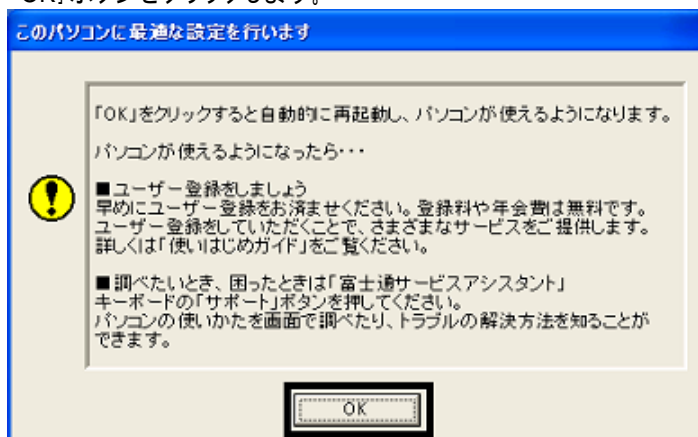 OK]ボタンをクリックします。
このパソコンに最適な設定を行います
「OK」をクリックすると自動的に再起動し、パソコンが使えるようになります。
パソコンが使えるようになったら・・・
■ユーザー登録をしましょう
早めにユーザー登録をお済ませください。登録料や年会費は無料です。
ユーザー登録をしていただくことで、さまざまなサービスをご提供します。
詳しくは「使いはじめガイド」をご覧ください。
■調べたいとき、困ったときは「富士通サービスアシスタント」
キーボードの「サポート」ボタンを押してください。
パソコンの使いかたを画面で調べたり、トラブルの解決方法を知ることが
できます。
OK